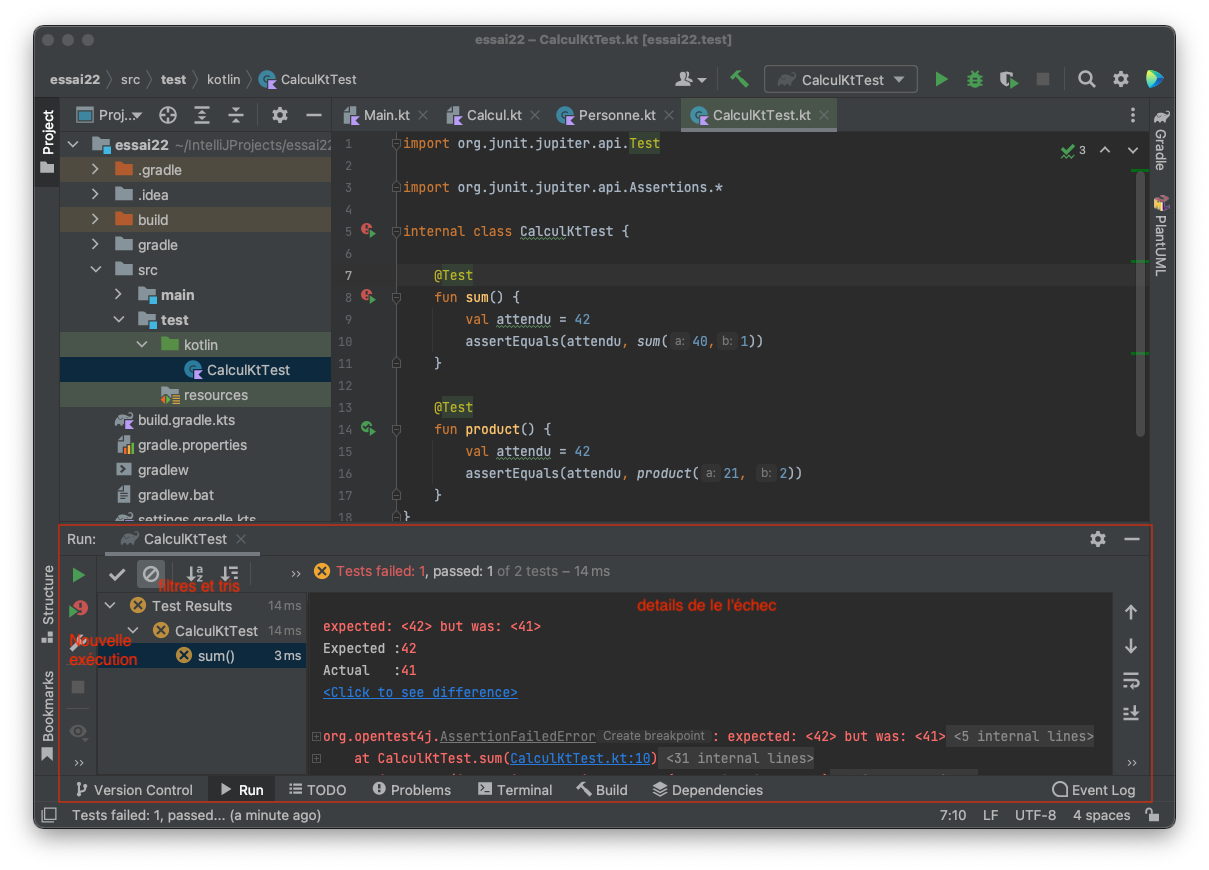 essai22 – CalculKtTest.kt [essai22.test]
essai22 〉 src 〉 test 〉 kotlin 〉 CalculKtTest
CalculKtTest
Project
Proj..
Main.kt
Calcul.kt
Personne.kt
CalculKtTest.kt
Gradle
PlantUML
essai22 ~/IntelliJProjects/essai22
.gradle
.idea
build
gradle
src
main
test
kotlin
CalculKtTest
resources
build.gradle.kts
gradle.properties
gradlew
gradlew.bat
settings.gradle.kts
3
1 import org.junit.jupiter.api.Test
2
3 import org.junit.jupiter.api.Assertions.*
4
5 internal class CalculKtTest {
6
7 @Test
8 fun sum() {
9 val attendu = 42
10 assertEquals(attendu, sum( a: 40, b: 1))
11 }
12
13 @Test
14 fun product() {
15 val attendu = 42
16 assertEquals(attendu, product( a: 21, b: 2))
17 }
18 }
Run: CalculKtTest
Structure
Bookmarks
filtres et tris
Nouvelle
exécution
Tests failed: 1, passed: 1 of 2 tests – 14 ms
Test Results 14 ms
CalculKtTest 14 ms
sum() 3 ms
details de le l'échec
expected: <42> but was: <41>
Expected :42
Actual :41
<Click to see difference>
org.opentest4j.AssertionFailedError Create breakpoint : expected: <42> but was: <41> <5 internal lines>
at CalculKtTest.sum(CalculKtTest.kt:10) <31 internal lines>
Version Control
Run
TODO
Problems
Terminal
Build
Dependencies
Event Log
Tests failed: 1, passed... (a minute ago)
7:10 LF UTF-8 4 spaces